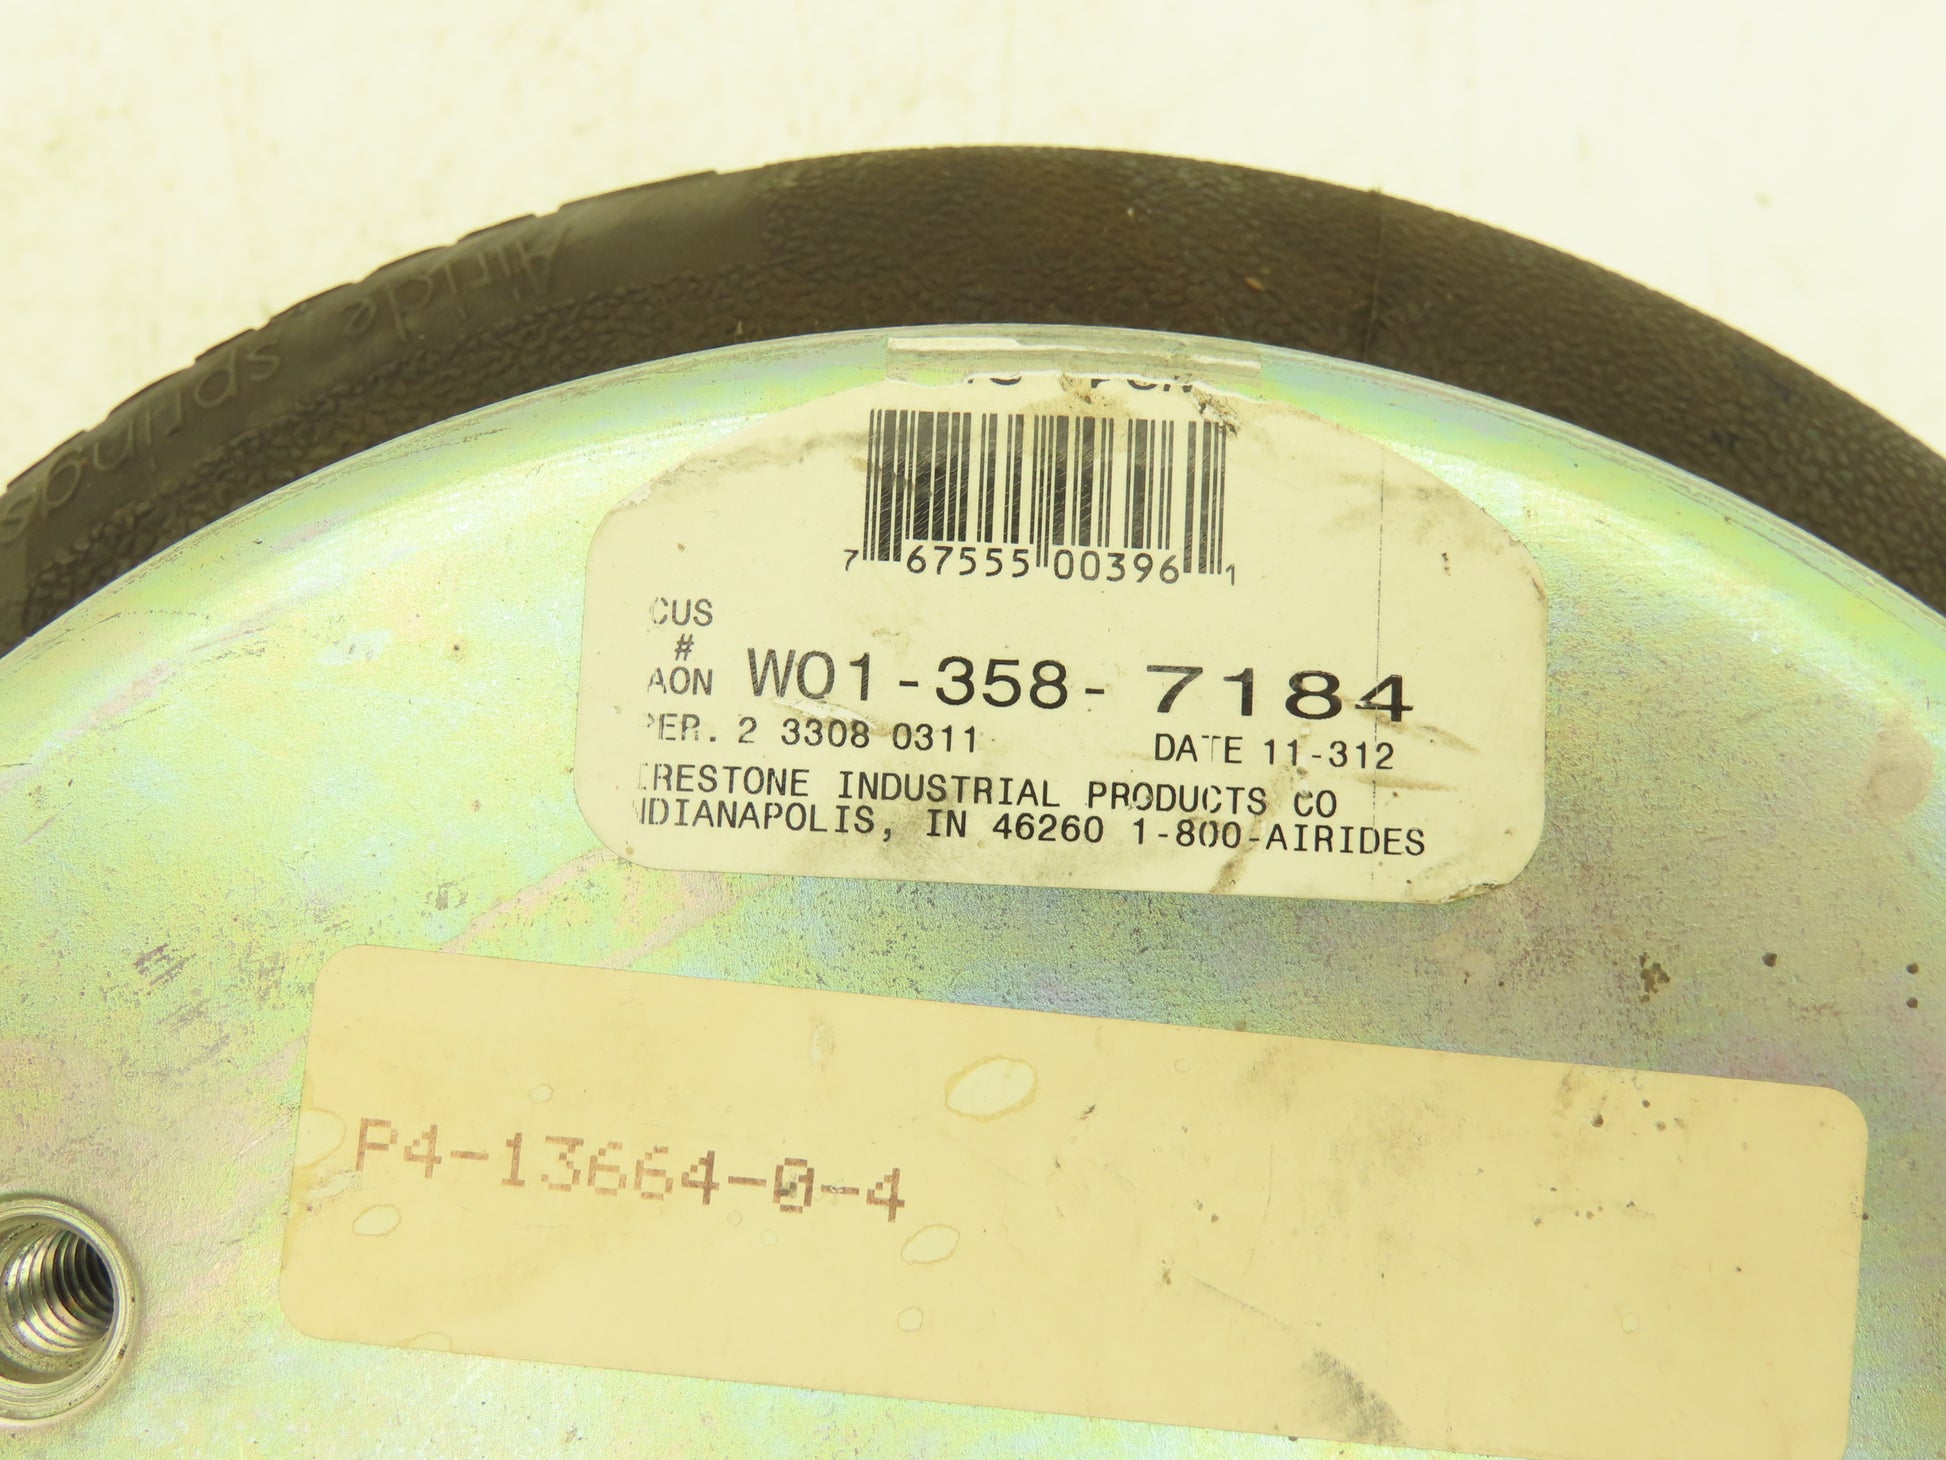 Airide springs
7 67555 00396 1
CUS
#
AON W01-358-7184
PER. 2 3308 0311 DATE 11-312
IRESTONE INDUSTRIAL PRODUCTS CO
NDIANAPOLIS, IN 46260 1-800-AIRIDES
P4-13664-0-4